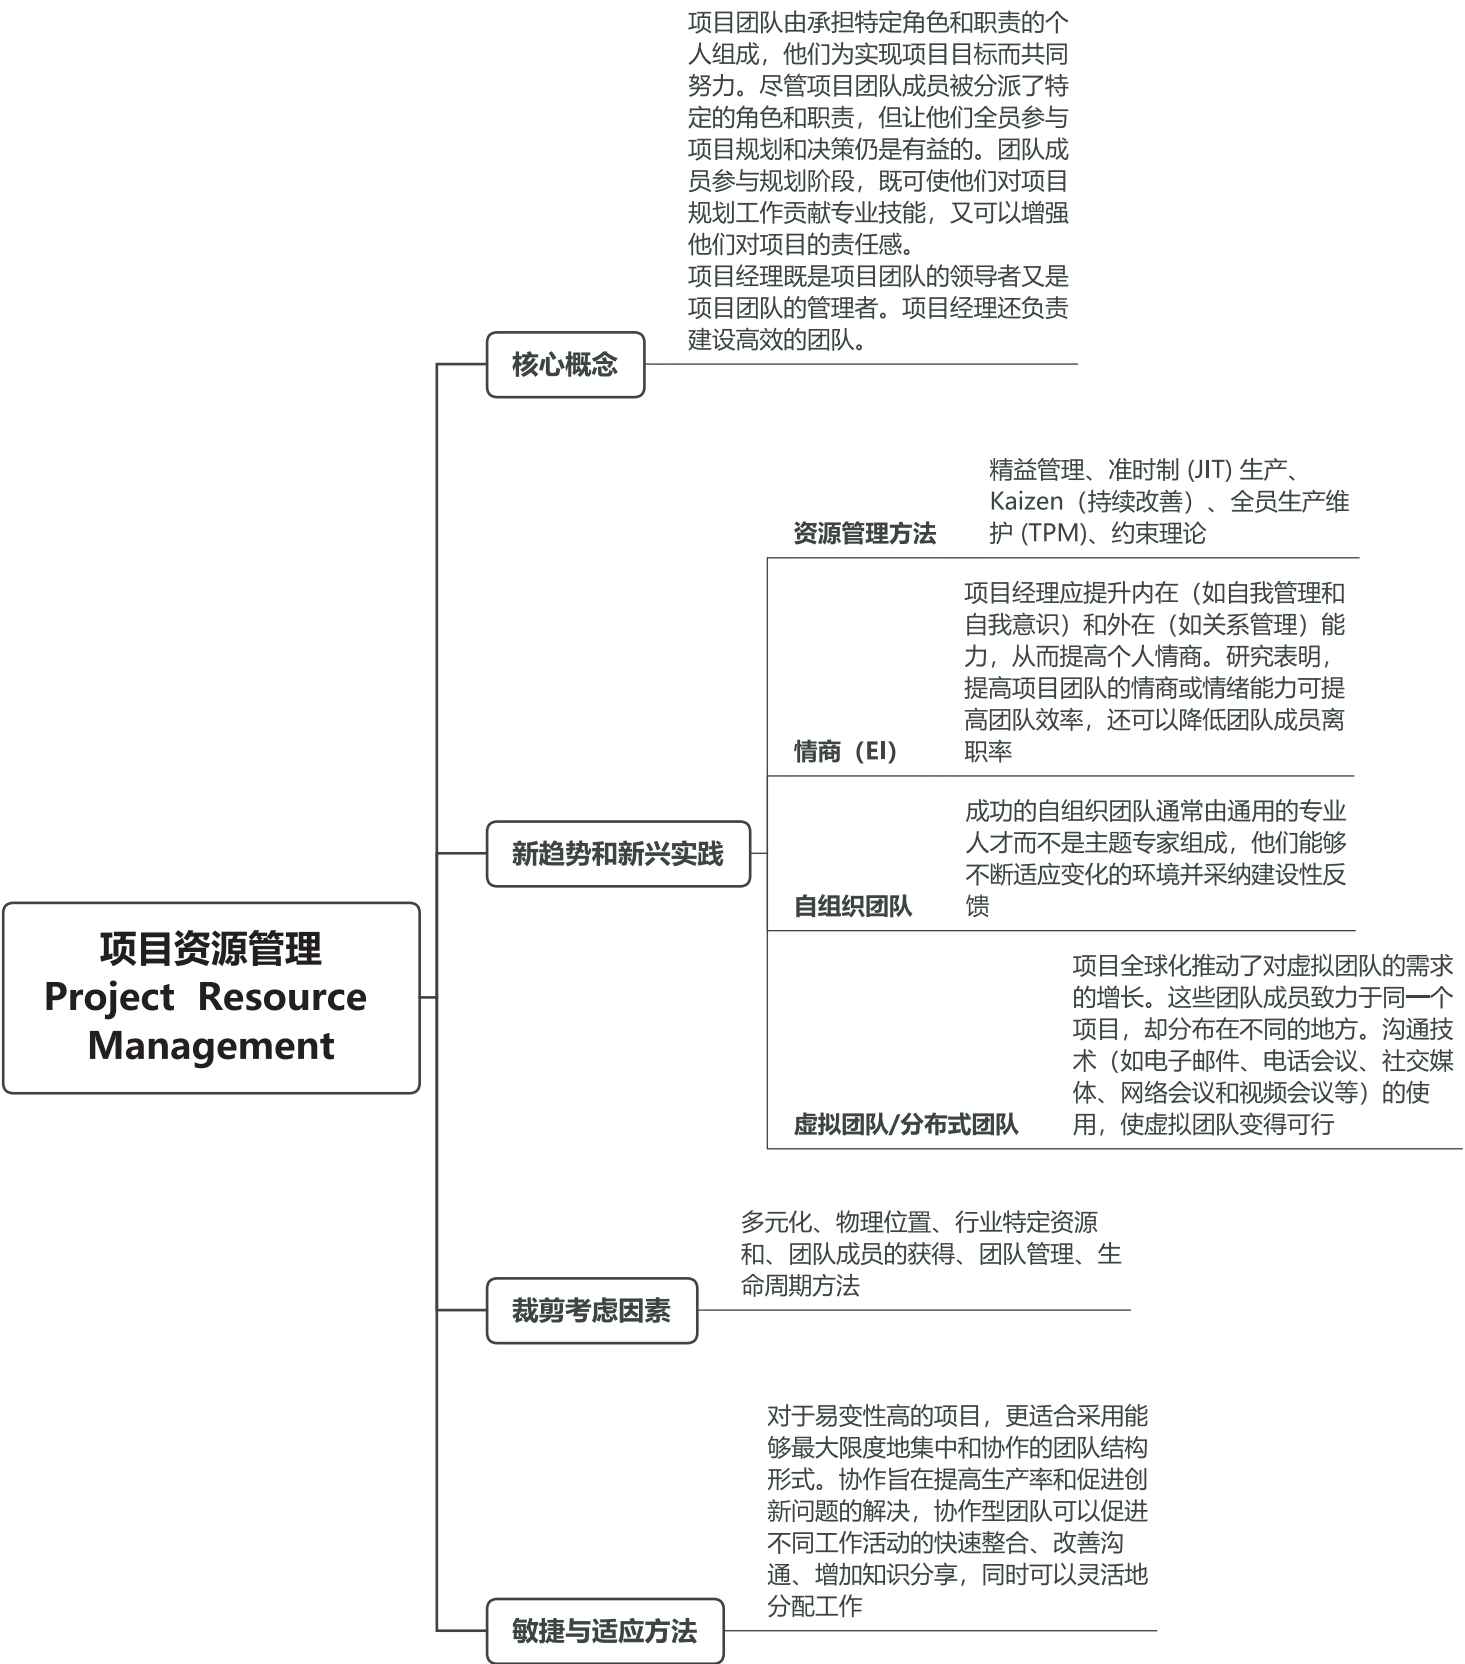 项目资源管理
Project Resource
Management
核心概念
项目团队由承担特定角色和职责的个
人组成，他们为实现项目目标而共同
努力。尽管项目团队成员被分派了特
定的角色和职责，但让他们全员参与
项目规划和决策仍是有益的。团队成
员参与规划阶段，既可使他们对项目
规划工作贡献专业技能，又可以增强
他们对项目的责任感。
项目经理既是项目团队的领导者又是
项目团队的管理者。项目经理还负责
建设高效的团队。
新趋势和新兴实践
资源管理方法
精益管理、准时制 (JIT) 生产、
Kaizen（持续改善）、全员生产维
护 (TPM)、约束理论
情商（EI）
项目经理应提升内在（如自我管理和
自我意识）和外在（如关系管理）能
力，从而提高个人情商。研究表明，
提高项目团队的情商或情绪能力可提
高团队效率，还可以降低团队成员离
职率
自组织团队
成功的自组织团队通常由通用的专业
人才而不是主题专家组成，他们能够
不断适应变化的环境并采纳建设性反
馈
虚拟团队/分布式团队
项目全球化推动了对虚拟团队的需求
的增长。这些团队成员致力于同一个
项目，却分布在不同的地方。沟通技
术（如电子邮件、电话会议、社交媒
体、网络会议和视频会议等）的使
用，使虚拟团队变得可行
裁剪考虑因素
多元化、物理位置、行业特定资源
和、团队成员的获得、团队管理、生
命周期方法
敏捷与适应方法
对于易变性高的项目，更适合采用能
够最大限度地集中和协作的团队结构
形式。协作旨在提高生产率和促进创
新问题的解决，协作型团队可以促进
不同工作活动的快速整合、改善沟
通、增加知识分享，同时可以灵活地
分配工作